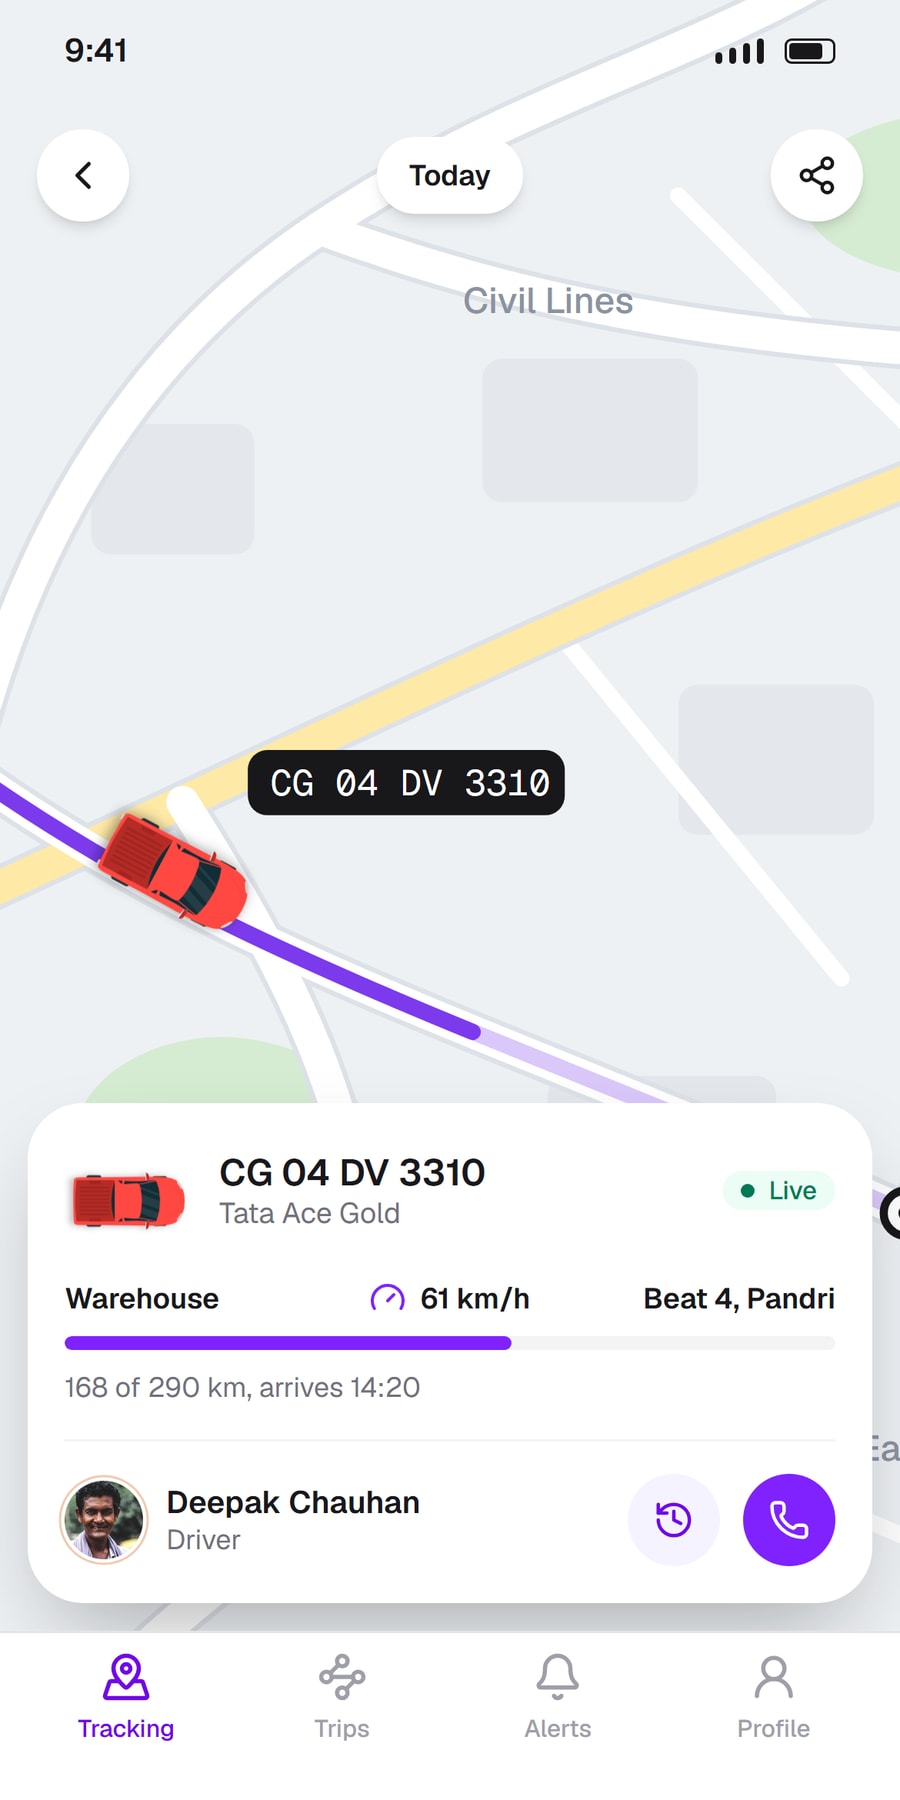 9:41
Today
Civil Lines
CG 04 DV 3310
CG 04 DV 3310
Tata Ace Gold
Live
Warehouse
61 km/h
Beat 4, Pandri
168 of 290 km, arrives 14:20
Ea
Deepak Chauhan
Driver
Tracking
Trips
Alerts
Profile